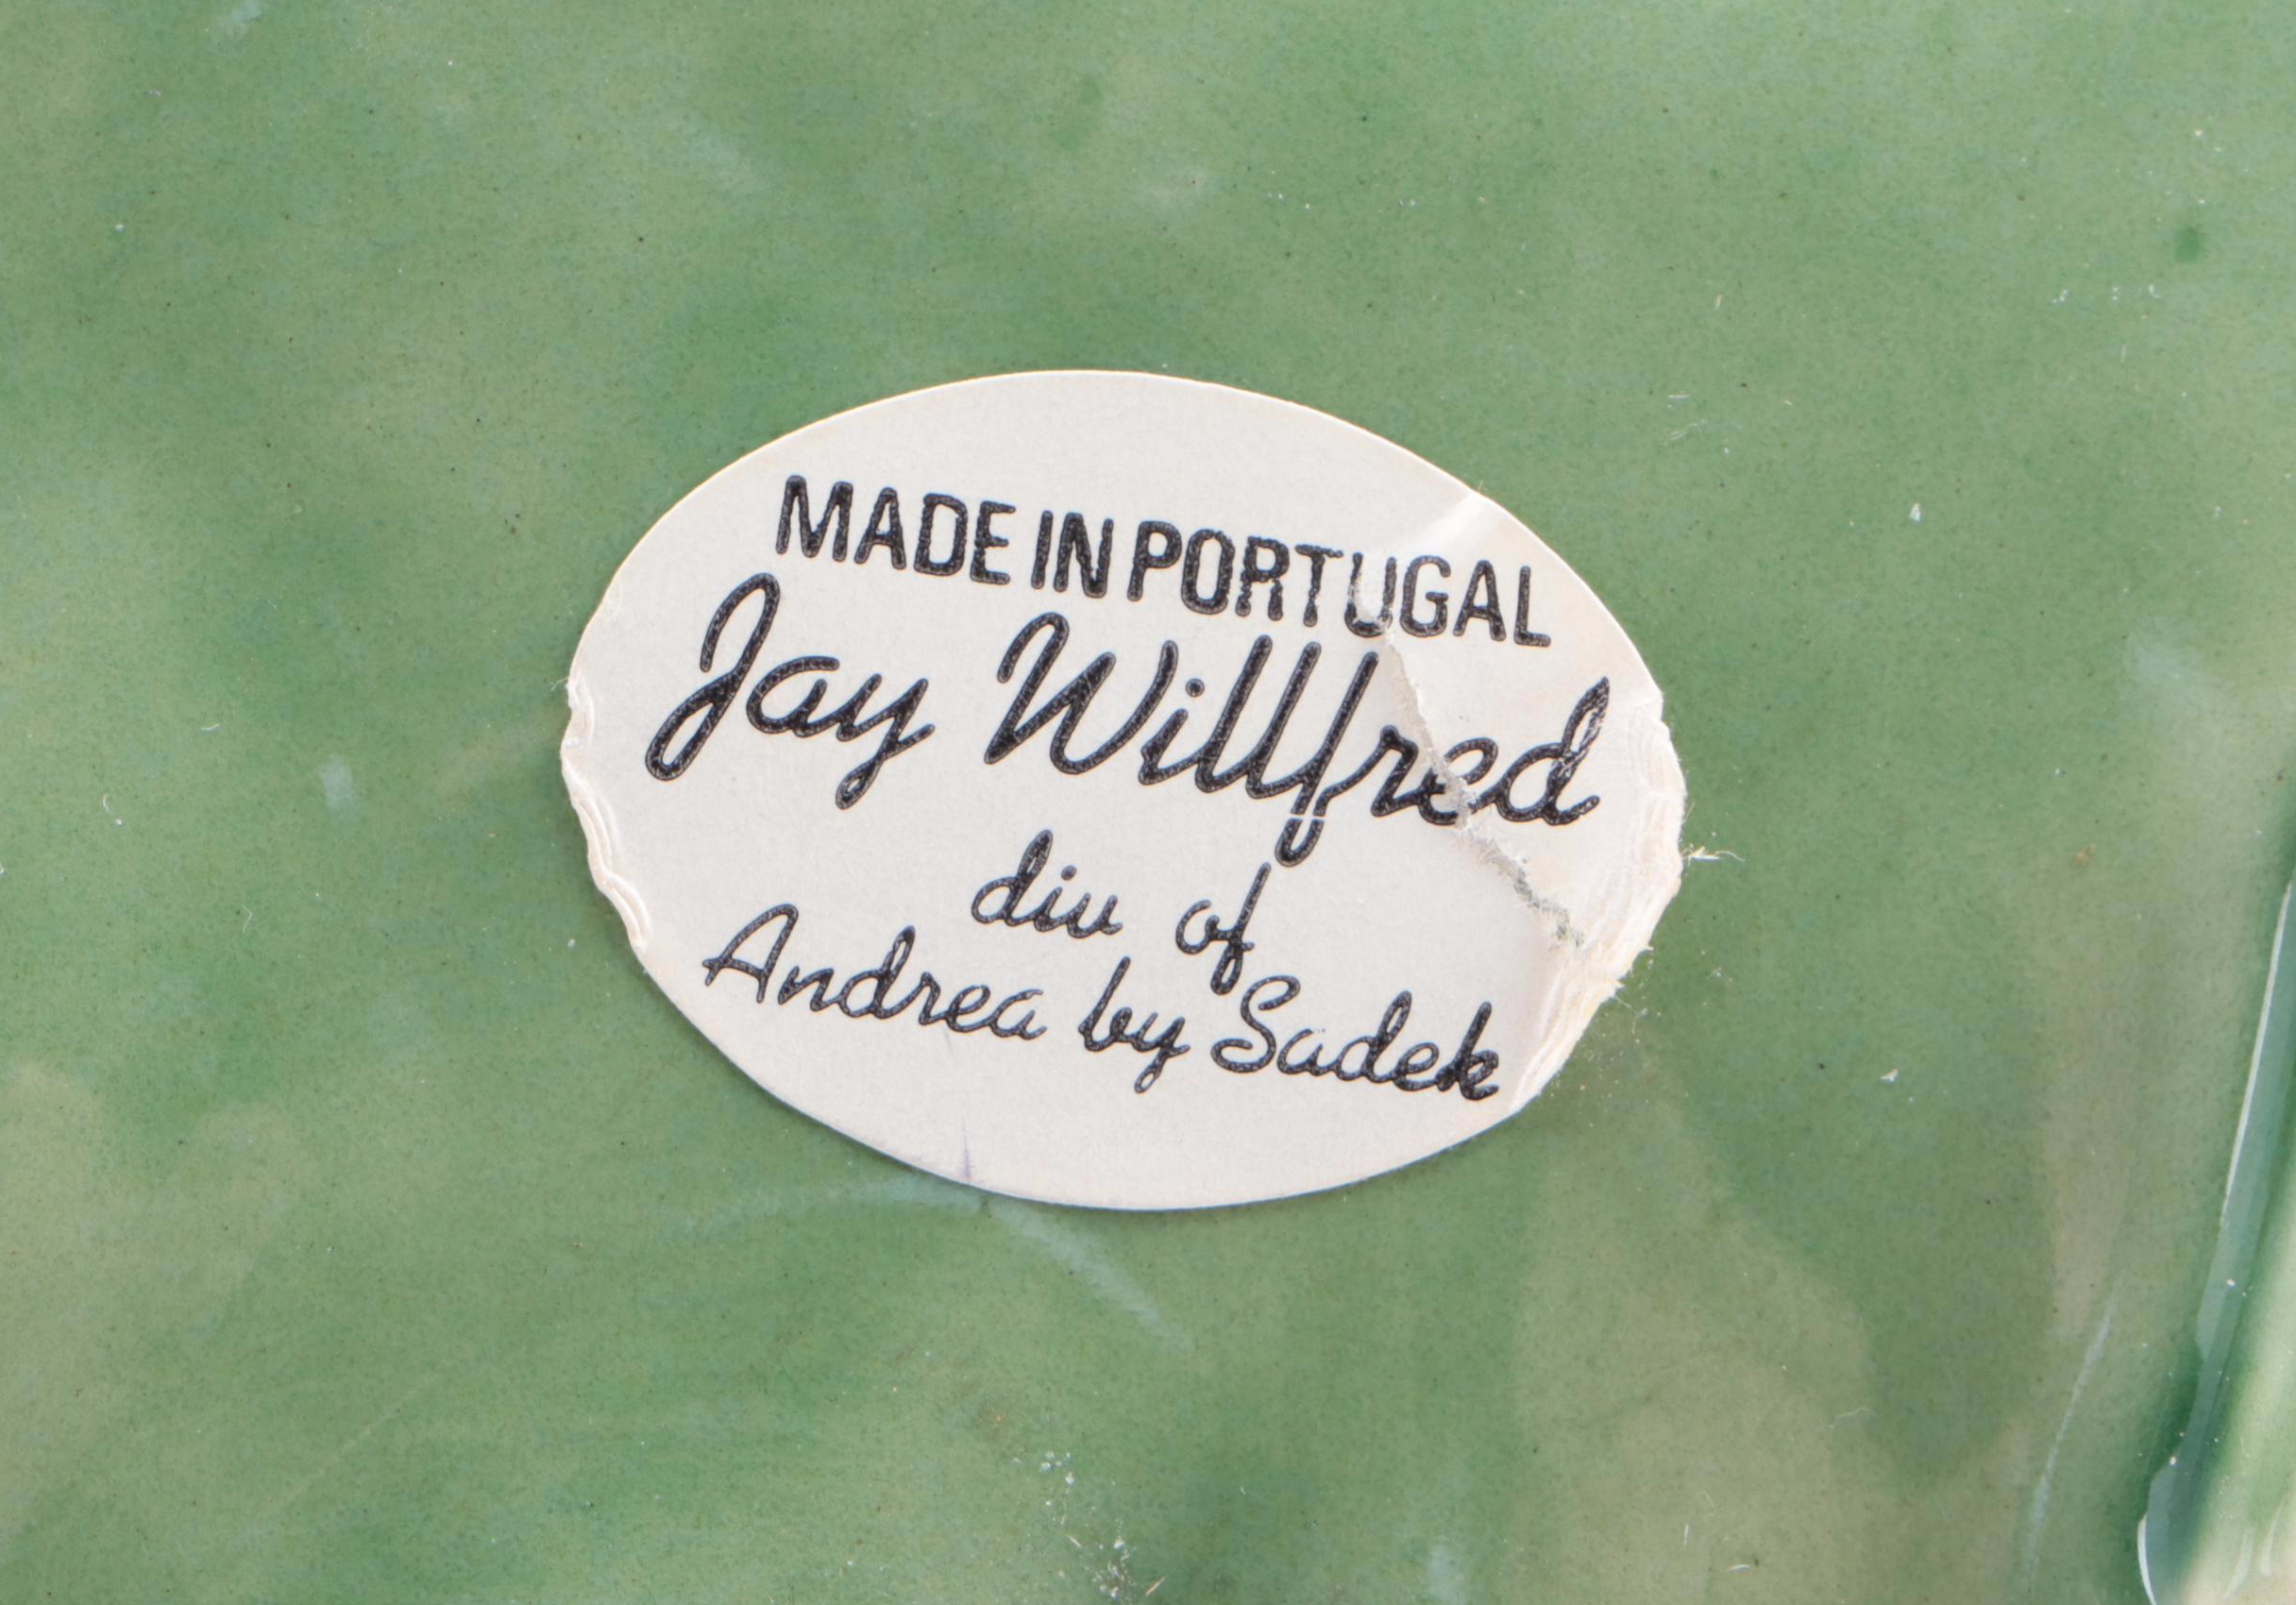 MADE IN PORTUGAL
Jay Willfred
div of
Andrea by Sadek